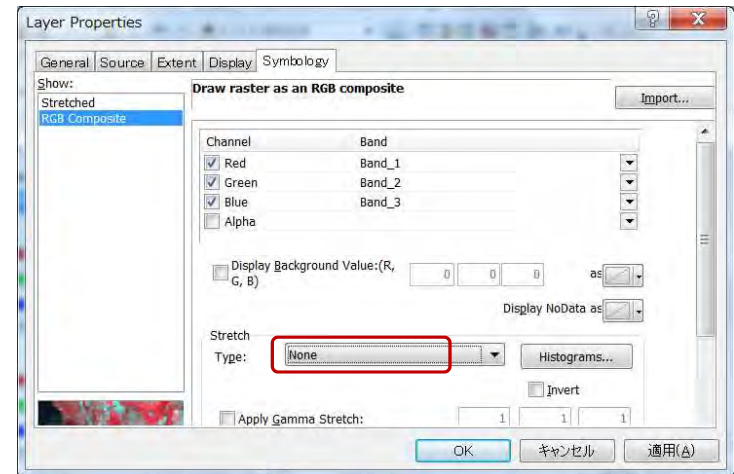 Layer Properties
General Source Extent Display Symbology
Show:
Stretched
RGB Composite
Draw raster as an RGB composite
Import...
Channel Band
Red Band_1
Green Band_2
Blue Band_3
Alpha
Display Background Value:(R, G, B) 0 0 0 as
Display NoData as
Stretch
Type: None Histograms...
Invert
Apply Gamma Stretch: 1 1 1
OK キャンセル 適用(A)